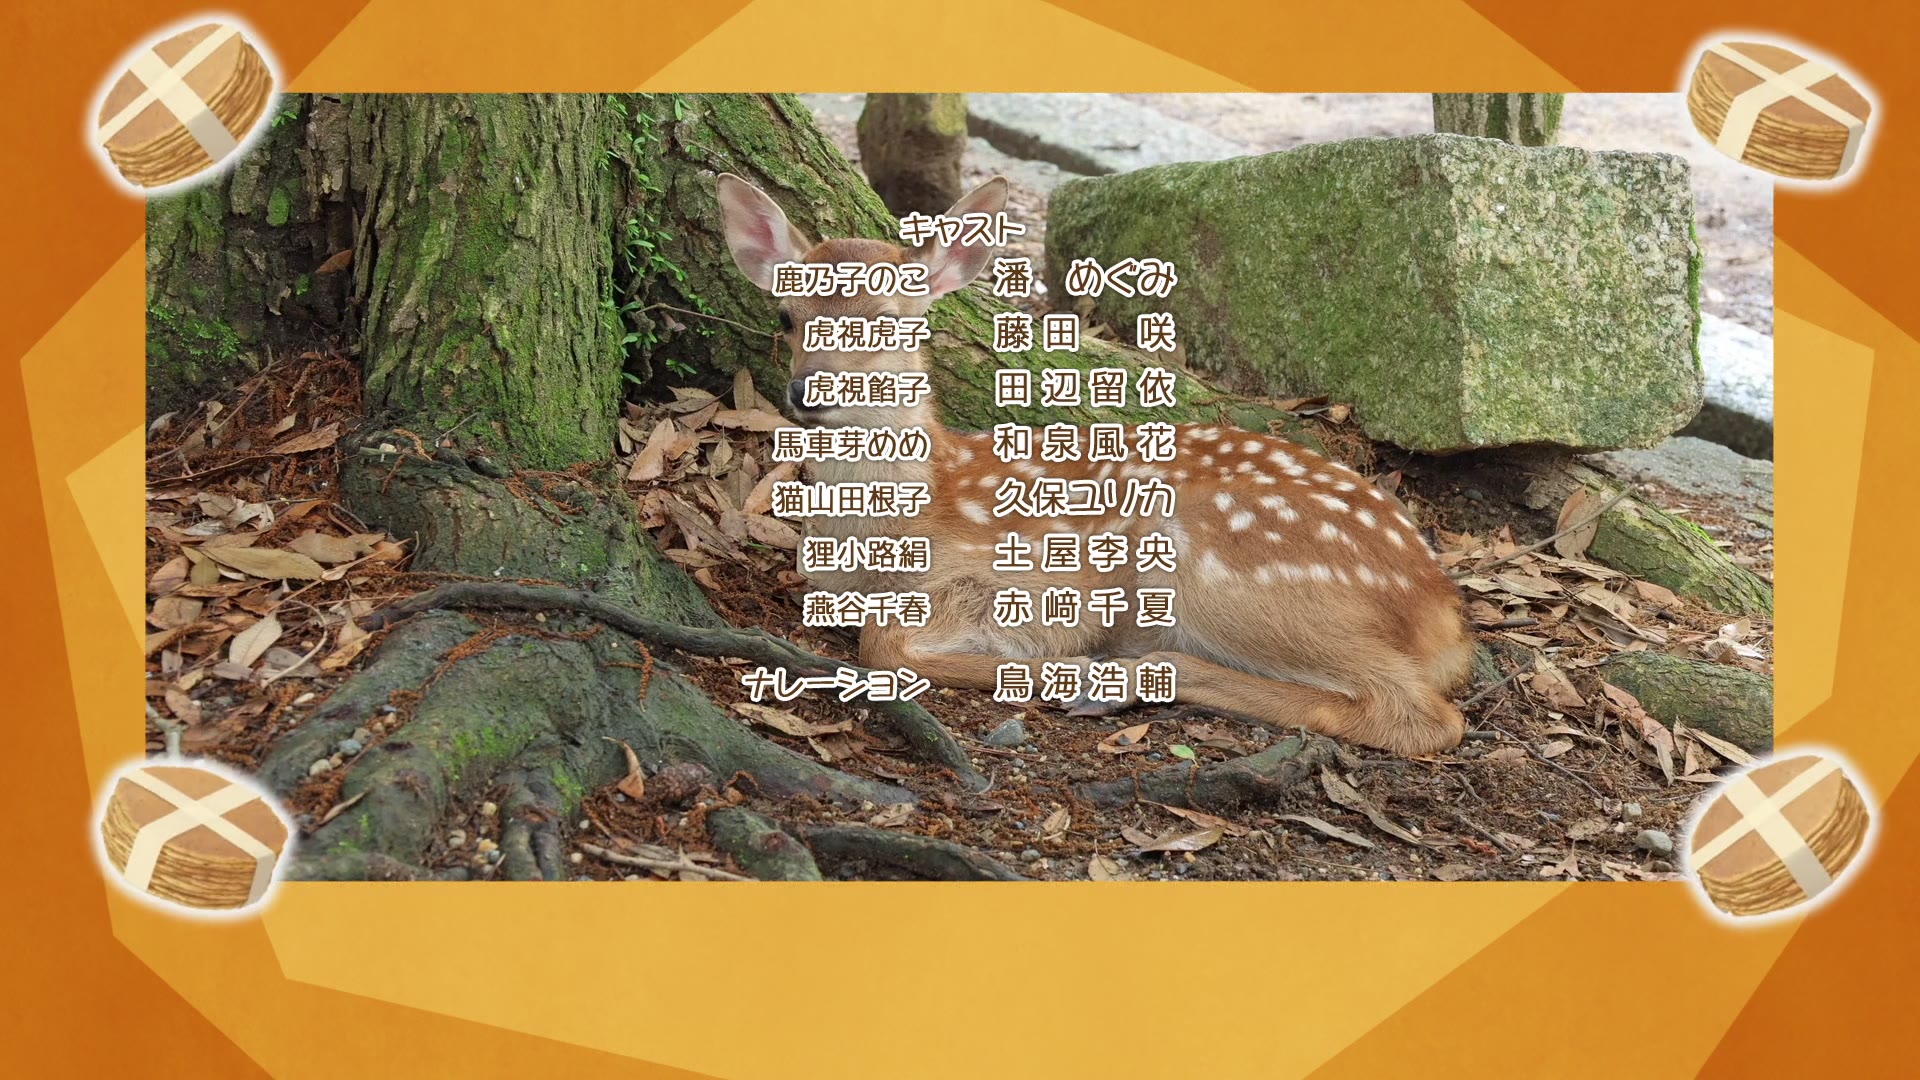 キャスト
鹿乃子のこ 潘 めぐみ
虎視虎子 藤田 咲
虎視餡子 田辺留依
馬車芽めめ 和泉風花
猫山田根子 久保ユリカ
狸小路絹 土屋李央
燕谷千春 赤﨑千夏
ナレーション 鳥海浩輔